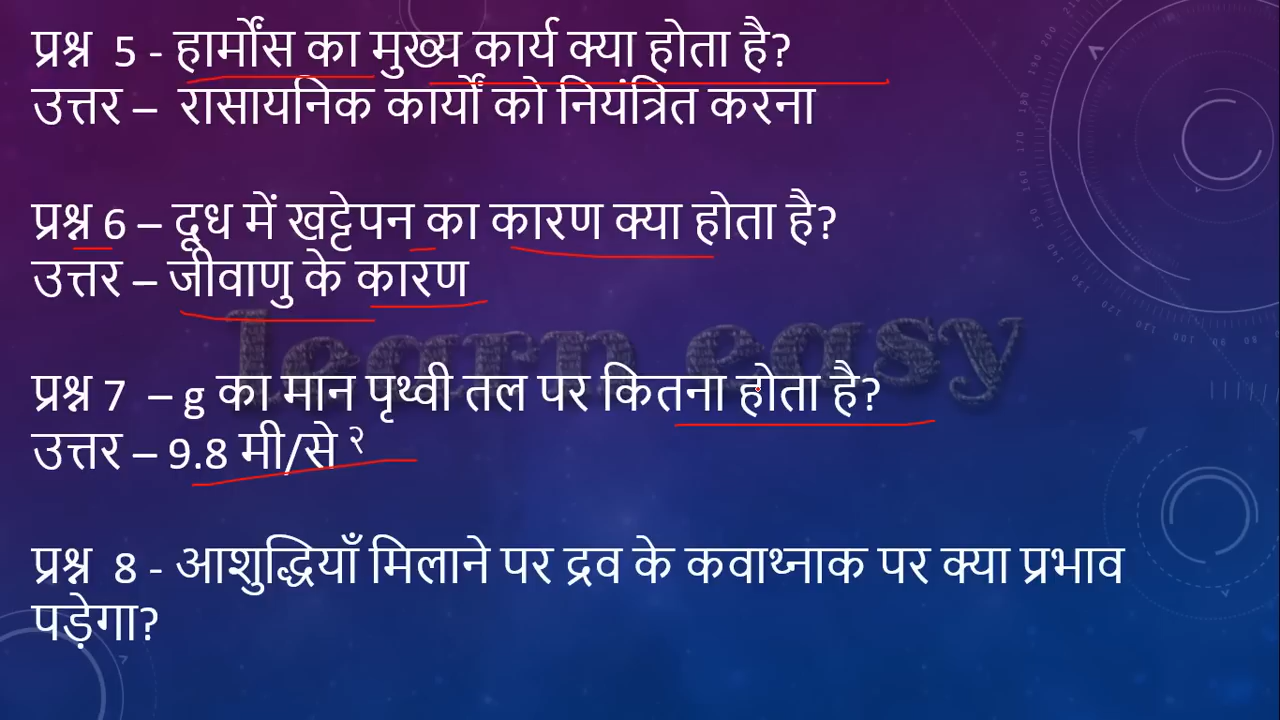 प्रश्न 5 - हार्मोंस का मुख्य कार्य क्या होता है?
उत्तर – रासायनिक कार्यों को नियंत्रित करना
प्रश्न 6 – दूध में खट्टेपन का कारण क्या होता है?
उत्तर – जीवाणु के कारण
learn easy
प्रश्न 7 – g का मान पृथ्वी तल पर कितना होता है?
उत्तर – 9.8 मी/से २
प्रश्न 8 - आशुद्धियाँ मिलाने पर द्रव के कवाथ्नाक पर क्या प्रभाव
पड़ेगा?